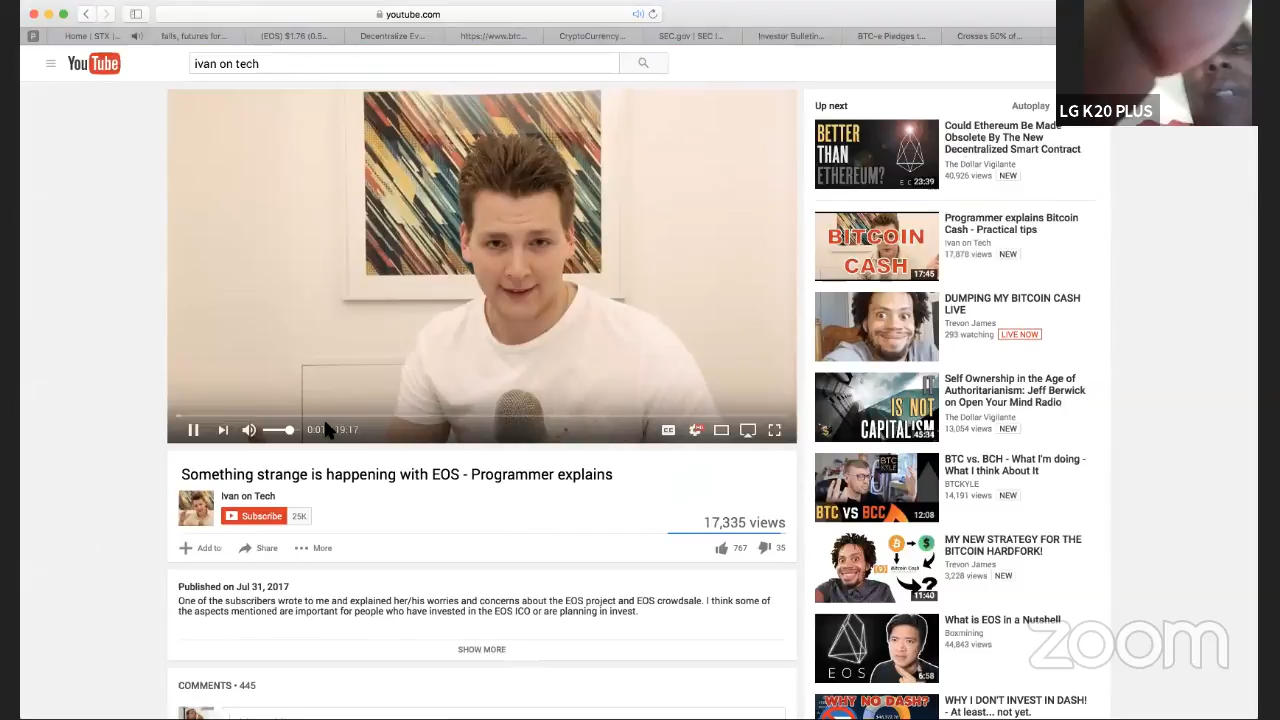 youtube.com
P
Home | STX |...
falls, futures for...
(EOS) $1.76 (0.5...
Decentralize Ev...
https://www.btc...
CryptoCurrency...
SEC.gov | SEC I...
Investor Bulletin...
BTC-e Pledges t...
Crosses 60% of...
YouTube
ivan on tech
LG K20 PLUS
Up next
Autoplay
BETTER
THAN
ETHEREUM?
23:39
Could Ethereum Be Made
Obsolete By The New
Decentralized Smart Contract
The Dollar Vigilante
40,926 views NEW
BITCOIN
CASH
17:45
Programmer explains Bitcoin
Cash - Practical tips
Ivan on Tech
17,878 views NEW
DUMPING MY BITCOIN CASH
LIVE
Trevon James
293 watching LIVE NOW
IS NOT
CAPITALISM
45:34
Self Ownership in the Age of
Authoritarianism: Jeff Berwick
on Open Your Mind Radio
The Dollar Vigilante
13,054 views NEW
BTC
KYLE
BTC VS BCC
12:08
BTC vs. BCH - What I'm doing -
What I think About It
BTCKYLE
14,191 views NEW
11:40
MY NEW STRATEGY FOR THE
BITCOIN HARDFORK!
Trevon James
3,228 views NEW
EOS
6:58
What is EOS in a Nutshell
Boxmining
44,843 views
WHY NO DASH?
WHY I DON'T INVEST IN DASH!
- At least... not yet.
zoom
0:01
19:17
CC
HD
Something strange is happening with EOS - Programmer explains
Ivan on Tech
Subscribe 25K
17,335 views
Add to Share More
767 35
Published on Jul 31, 2017
One of the subscribers wrote to me and explained her/his worries and concerns about the EOS project and EOS crowdsale. I think some of
the aspects mentioned are important for people who have invested in the EOS ICO or are planning in invest.
SHOW MORE
COMMENTS • 445